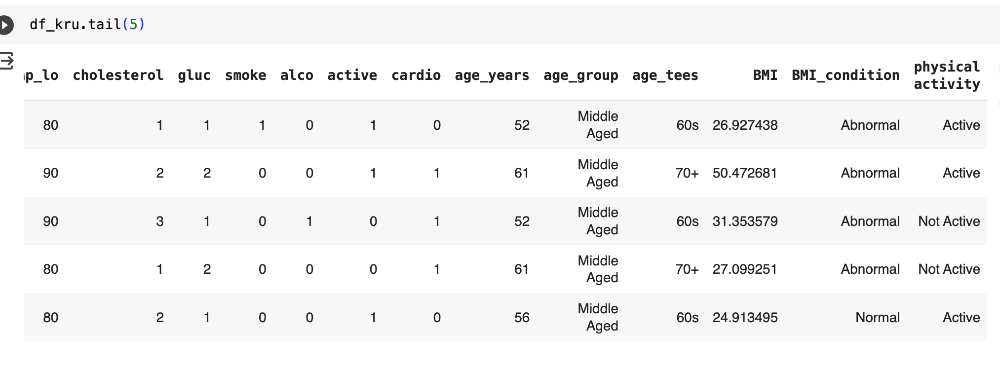 df_kru.tail(5)
ap_lo cholesterol gluc smoke alco active cardio age_years age_group age_tees BMI BMI_condition physical activity
80 1 1 1 0 1 0 52 Middle Aged 60s 26.927438 Abnormal Active
90 2 2 0 0 1 1 61 Middle Aged 70+ 50.472681 Abnormal Active
90 3 1 0 1 0 1 52 Middle Aged 60s 31.353579 Abnormal Not Active
80 1 2 0 0 0 1 61 Middle Aged 70+ 27.099251 Abnormal Not Active
80 2 1 0 0 1 0 56 Middle Aged 60s 24.913495 Normal Active